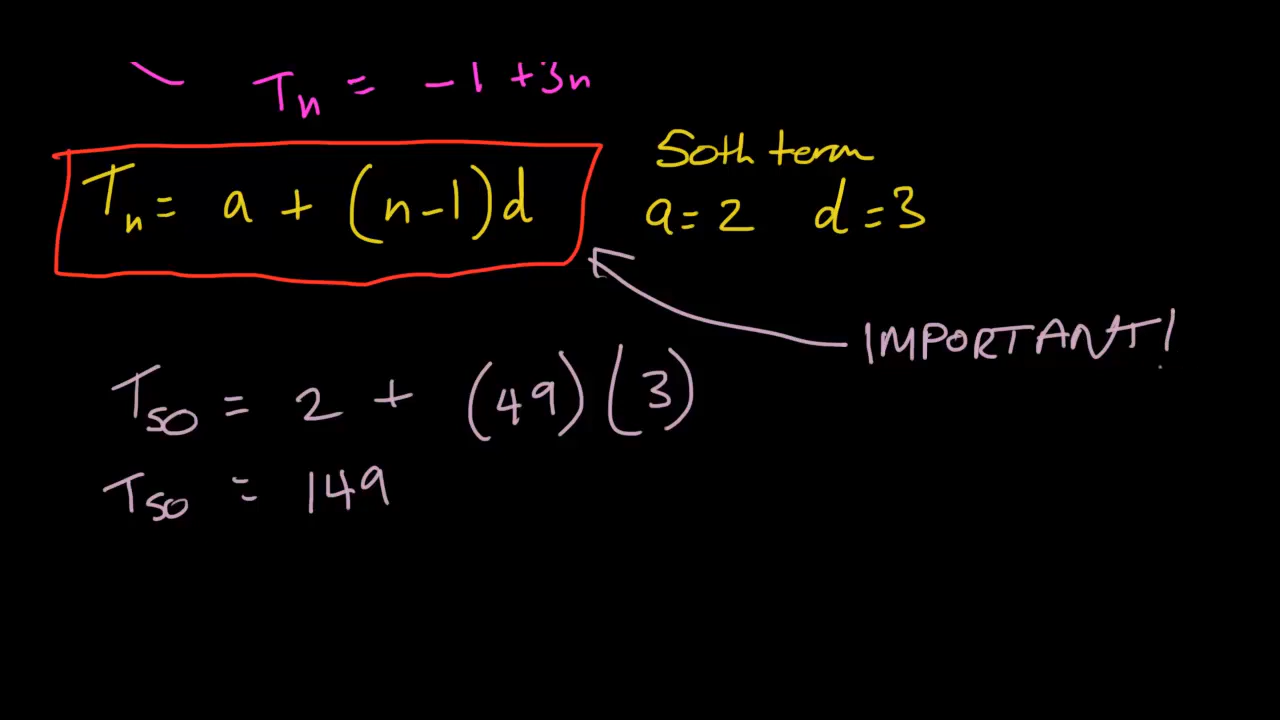 Tn = -1 + 3n
Tn = a + (n-1)d
50th term
a = 2 d = 3
IMPORTANT!
T50 = 2 + (49)(3)
T50 = 149